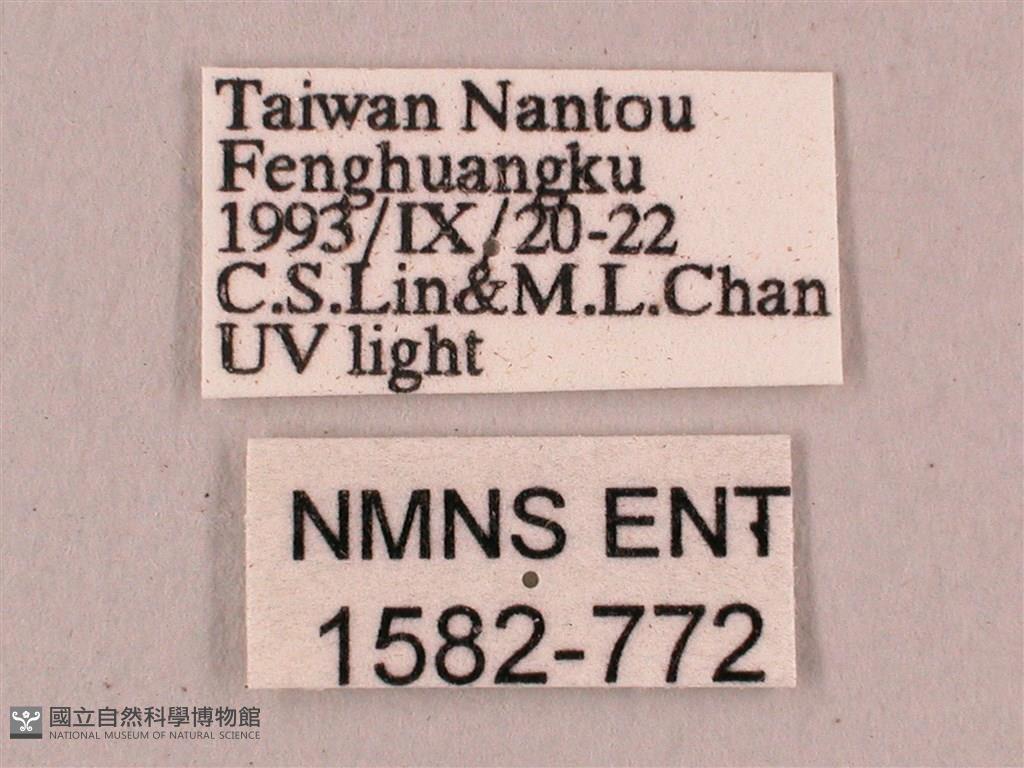 Taiwan Nantou
Fenghuangku
1993/IX/20-22
C.S.Lin&M.L.Chan
UV light
NMNS ENT
1582-772
國立自然科學博物館
NATIONAL MUSEUM OF NATURAL SCIENCE